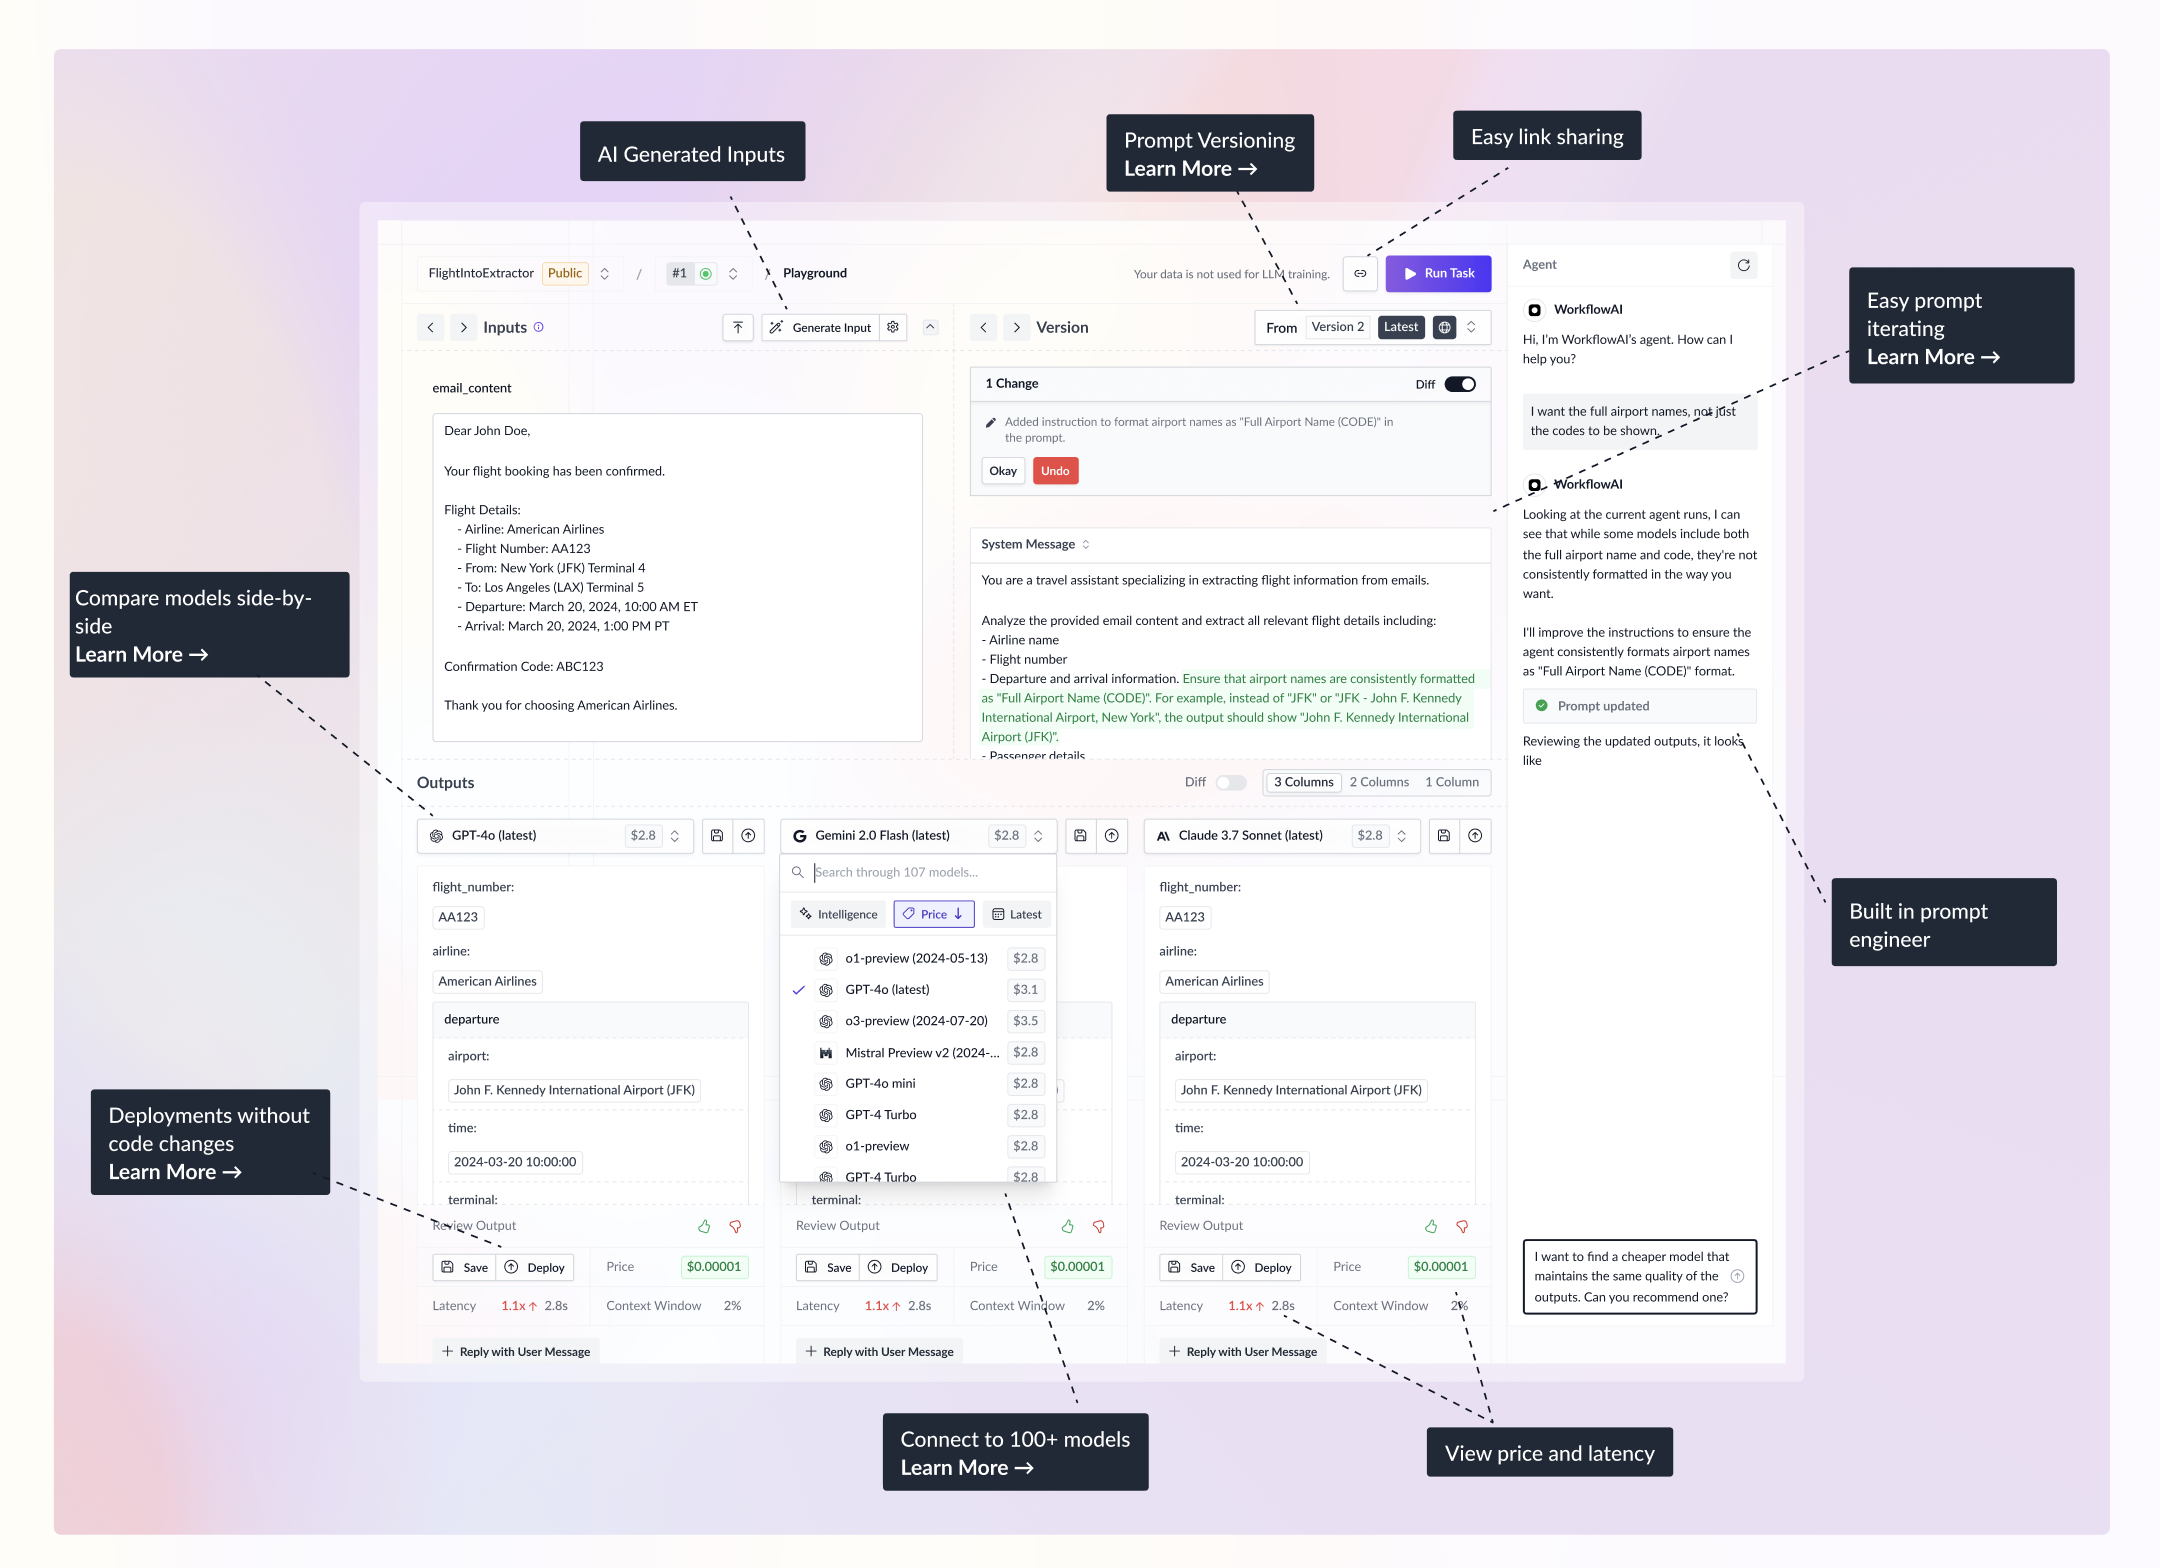 AI Generated Inputs
Prompt Versioning
Learn More →
Easy link sharing
FlightIntoExtractor Public / #1 / Playground
Your data is not used for LLM training.
Run Task
Agent
Inputs
Generate Input
Version
From Version 2 Latest
WorkflowAI
Hi, I'm WorkflowAI's agent. How can I
help you?
Easy prompt
iterating
Learn More →
email_content
1 Change
Diff
Added instruction to format airport names as "Full Airport Name (CODE)" in
the prompt.
Okay
Undo
I want the full airport names, not just
the codes to be shown.
Dear John Doe,
Your flight booking has been confirmed.
Flight Details:
- Airline: American Airlines
- Flight Number: AA123
- From: New York (JFK) Terminal 4
- To: Los Angeles (LAX) Terminal 5
- Departure: March 20, 2024, 10:00 AM ET
- Arrival: March 20, 2024, 1:00 PM PT
Confirmation Code: ABC123
Thank you for choosing American Airlines.
System Message
You are a travel assistant specializing in extracting flight information from emails.
Analyze the provided email content and extract all relevant flight details including:
- Airline name
- Flight number
- Departure and arrival information. Ensure that airport names are consistently formatted
as "Full Airport Name (CODE)". For example, instead of "JFK" or "JFK - John F. Kennedy
International Airport, New York", the output should show "John F. Kennedy International
Airport (JFK)".
- Passenger details
WorkflowAI
Looking at the current agent runs, I can
see that while some models include both
the full airport name and code, they're not
consistently formatted in the way you
want.
I'll improve the instructions to ensure the
agent consistently formats airport names
as "Full Airport Name (CODE)" format.
Prompt updated
Reviewing the updated outputs, it looks
like
Compare models side-by-
side
Learn More →
Outputs
Diff
3 Columns
2 Columns
1 Column
GPT-4o (latest) $2.8
Gemini 2.0 Flash (latest) $2.8
Claude 3.7 Sonnet (latest) $2.8
flight_number:
AA123
airline:
American Airlines
departure
airport:
John F. Kennedy International Airport (JFK)
time:
2024-03-20 10:00:00
terminal:
Search through 107 models...
Intelligence
Price ↓
Latest
o1-preview (2024-05-13) $2.8
GPT-4o (latest) $3.1
o3-preview (2024-07-20) $3.5
Mistral Preview v2 (2024-... $2.8
GPT-4o mini $2.8
GPT-4 Turbo $2.8
o1-preview $2.8
GPT-4 Turbo $2.8
terminal:
flight_number:
AA123
airline:
American Airlines
departure
airport:
John F. Kennedy International Airport (JFK)
time:
2024-03-20 10:00:00
terminal:
Built in prompt
engineer
Deployments without
code changes
Learn More →
Review Output
Save
Deploy
Price $0.00001
Latency 1.1x ↑ 2.8s
Context Window 2%
+ Reply with User Message
Review Output
Save
Deploy
Price $0.00001
Latency 1.1x ↑ 2.8s
Context Window 2%
+ Reply with User Message
Review Output
Save
Deploy
Price $0.00001
Latency 1.1x ↑ 2.8s
Context Window 2%
+ Reply with User Message
I want to find a cheaper model that
maintains the same quality of the
outputs. Can you recommend one?
Connect to 100+ models
Learn More →
View price and latency